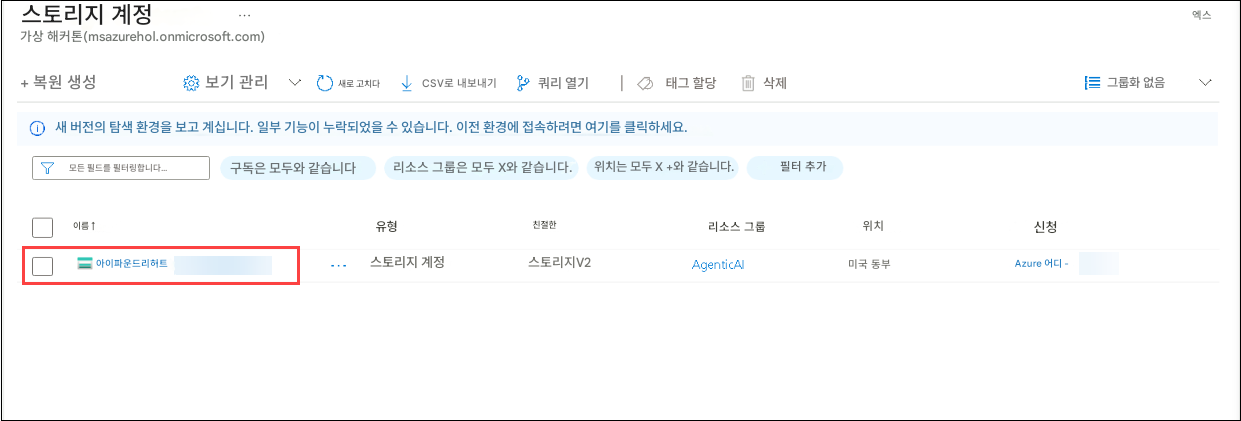 스토리지 계정 ...
엑스
가상 해커톤(msazurehol.onmicrosoft.com)
+ 복원 생성 보기 관리 새로 고치다 CSV로 내보내기 쿼리 열기 | 태그 할당 삭제 그룹화 없음
새 버전의 탐색 환경을 보고 계십니다. 일부 기능이 누락되었을 수 있습니다. 이전 환경에 접속하려면 여기를 클릭하세요.
모든 필드를 필터링합니다... 구독은 모두와 같습니다 리소스 그룹은 모두 X와 같습니다. 위치는 모두 X +와 같습니다. 필터 추가
이름↑ 유형 친절한 리소스 그룹 위치 신청
아이파운드리허트 ... 스토리지 계정 스토리지V2 AgenticAI 미국 동부 Azure 어디 -